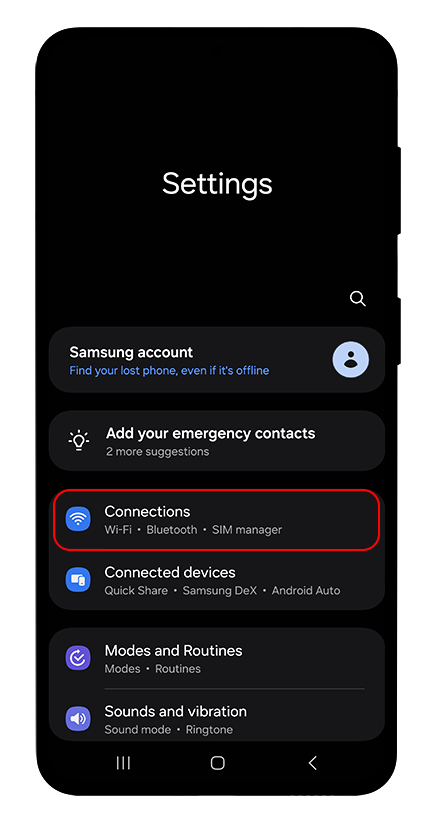 Settings
Samsung account
Find your lost phone, even if it's offline
Add your emergency contacts
2 more suggestions
Connections
Wi-Fi • Bluetooth • SIM manager
Connected devices
Quick Share • Samsung DeX • Android Auto
Modes and Routines
Modes • Routines
Sounds and vibration
Sound mode • Ringtone